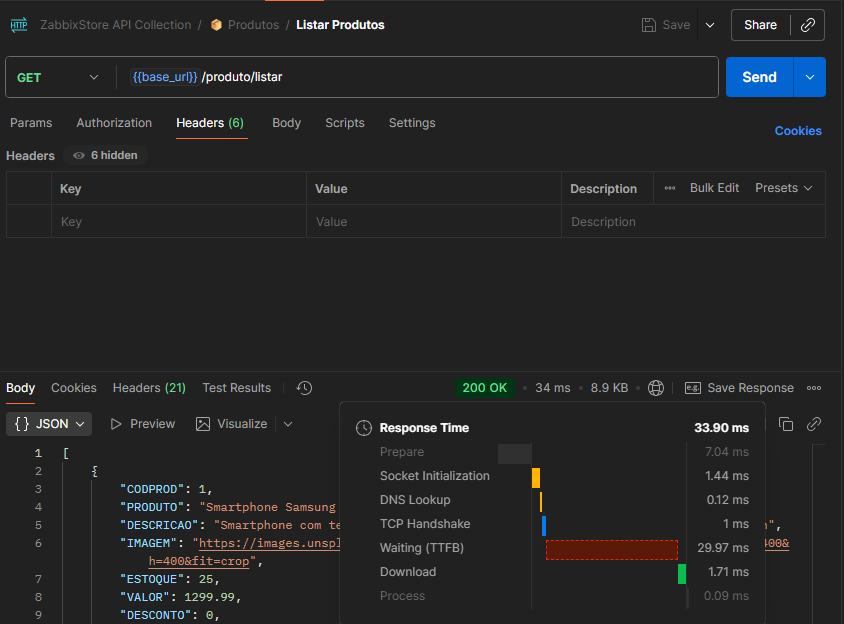 HTTP ZabbixStore API Collection / Produtos / Listar Produtos Save Share
GET {{base_url}}/produto/listar Send
Params Authorization Headers (6) Body Scripts Settings Cookies
Headers 6 hidden
Key Value Description Bulk Edit Presets
Key Value Description
Body Cookies Headers (21) Test Results 200 OK 34 ms 8.9 KB e.g. Save Response
{} JSON Preview Visualize
Response Time 33.90 ms
Prepare 7.04 ms
Socket Initialization 1.44 ms
DNS Lookup 0.12 ms
TCP Handshake 1 ms
Waiting (TTFB) 29.97 ms
Download 1.71 ms
Process 0.09 ms
1 [
2 {
3 "CODPROD": 1,
4 "PRODUTO": "Smartphone Samsung
5 "DESCRICAO": "Smartphone com te ",
6 "IMAGEM": "https://images.unspl 400&
h=400&fit=crop",
7 "ESTOQUE": 25,
8 "VALOR": 1299.99,
9 "DESCONTO": 0,